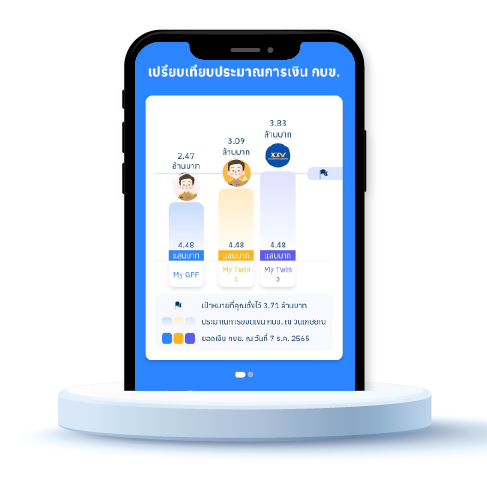 เปรียบเทียบประมาณการเงิน กบข.
3.83
ล้านบาท
3.09
ล้านบาท
2.47
ล้านบาท
XXV
4.48
แสนบาท
4.48
แสนบาท
4.48
แสนบาท
My GPF
My Twin
1
My Twin
2
เป้าหมายที่คุณตั้งไว้ 3.71 ล้านบาท
ประมาณการยอดเงิน กบข. ณ วันเกษียณ
ยอดเงิน กบข. ณ วันที่ 7 ธ.ค. 2565